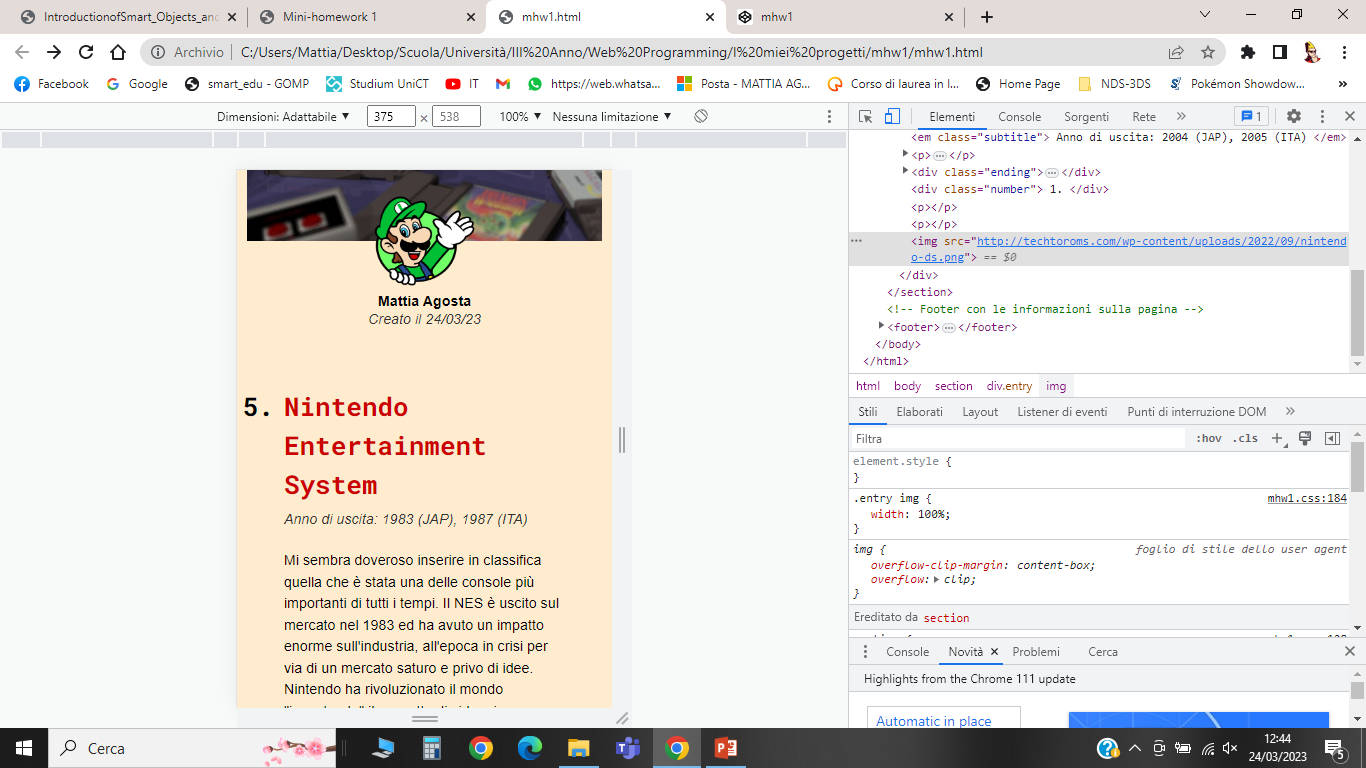 IntroductionofSmart_Objects_and
Mini-homework 1
mhw1.html
mhw1
Archivio
C:/Users/Mattia/Desktop/Scuola/Università/III%20Anno/Web%20Programming/I%20miei%20progetti/mhw1/mhw1.html
Facebook
Google
smart_edu - GOMP
Studium UniCT
IT
https://web.whatsa...
Posta - MATTIA AG...
Corso di laurea in I...
Home Page
NDS-3DS
Pokémon Showdow...
»
Dimensioni: Adattabile ▼ 375 × 538 100% ▼ Nessuna limitazione ▼
Mattia Agosta
Creato il 24/03/23
5. Nintendo
Entertainment
System
Anno di uscita: 1983 (JAP), 1987 (ITA)
Mi sembra doveroso inserire in classifica
quella che è stata una delle console più
importanti di tutti i tempi. Il NES è uscito sul
mercato nel 1983 ed ha avuto un impatto
enorme sull'industria, all'epoca in crisi per
via di un mercato saturo e privo di idee.
Nintendo ha rivoluzionato il mondo
Elementi Console Sorgenti Rete » 1
<em class="subtitle"> Anno di uscita: 2004 (JAP), 2005 (ITA) </em>
<p>…</p>
<div class="ending">…</div>
<div class="number"> 1. </div>
<p></p>
<p></p>
<img src="http://techtoroms.com/wp-content/uploads/2022/09/nintend
o-ds.png"> == $0
</div>
</section>
<!-- Footer con le informazioni sulla pagina -->
<footer>…</footer>
</body>
</html>
html body section div.entry img
Stili Elaborati Layout Listener di eventi Punti di interruzione DOM »
Filtra :hov .cls +
element.style {
}
.entry img { mhw1.css:184
width: 100%;
}
img { foglio di stile dello user agent
overflow-clip-margin: content-box;
overflow: clip;
}
Ereditato da section
Console Novità × Problemi Cerca
Highlights from the Chrome 111 update
Automatic in place
Cerca
12:44
24/03/2023
5